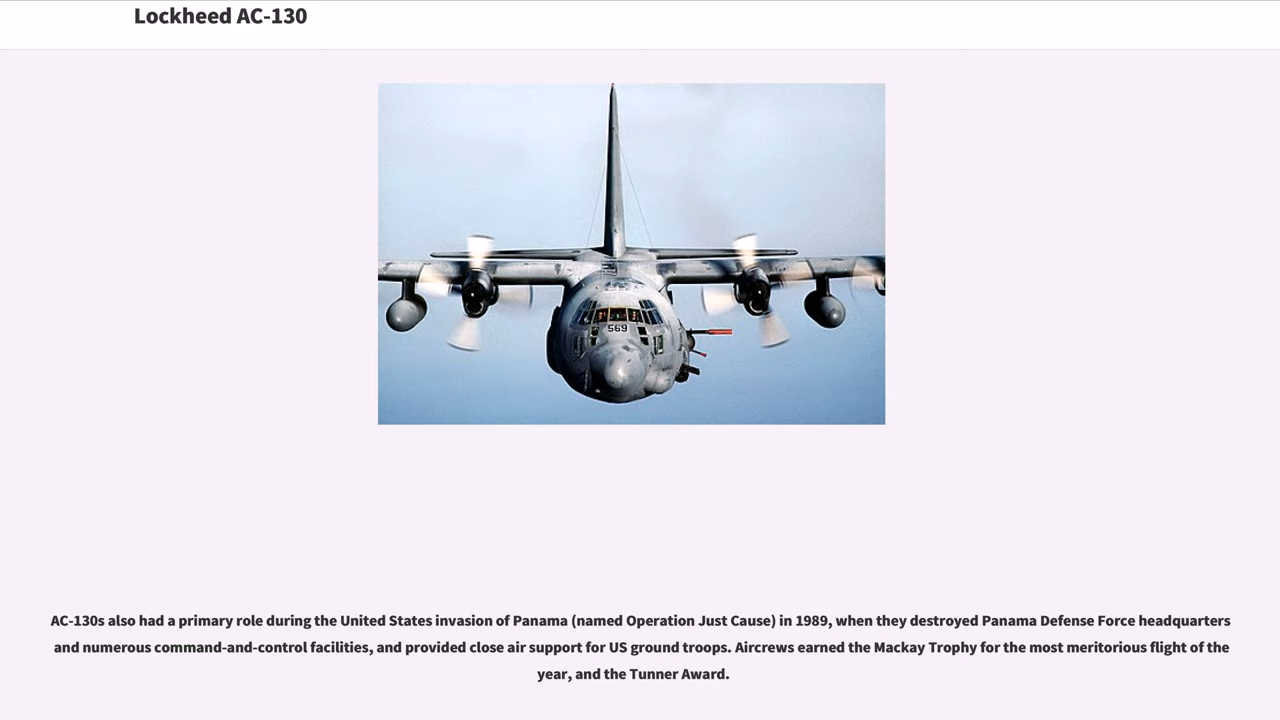 Lockheed AC-130
569
AC-130s also had a primary role during the United States invasion of Panama (named Operation Just Cause) in 1989, when they destroyed Panama Defense Force headquarters
and numerous command-and-control facilities, and provided close air support for US ground troops. Aircrews earned the Mackay Trophy for the most meritorious flight of the
year, and the Tunner Award.